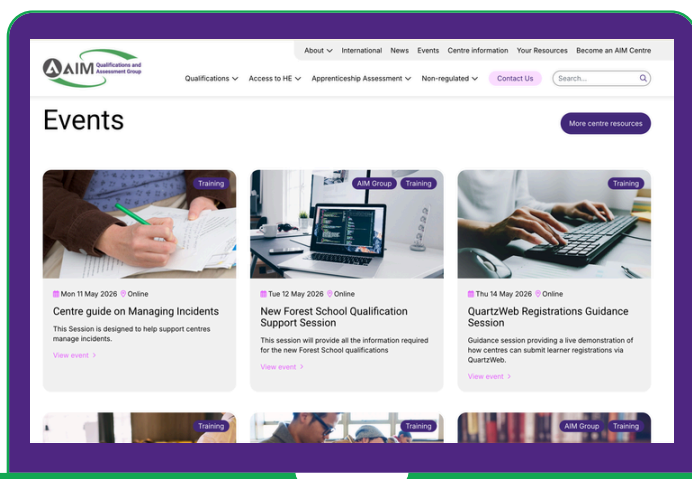 About International News Events Centre information Your Resources Become an AIM Centre
AIM Qualifications and
Assessment Group
Qualifications Access to HE Apprenticeship Assessment Non-regulated Contact Us Search...
Events
More centre resources
Training
Mon 11 May 2026 Online
Centre guide on Managing Incidents
This Session is designed to help support centres
manage incidents.
View event >
AIM Group Training
Tue 12 May 2026 Online
New Forest School Qualification
Support Session
This session will provide all the information required
for the new Forest School qualifications
View event >
Training
Thu 14 May 2026 Online
QuartzWeb Registrations Guidance
Session
Guidance session providing a live demonstration of
how centres can submit learner registrations via
QuartzWeb.
View event >
Training
Training
AIM Group Training